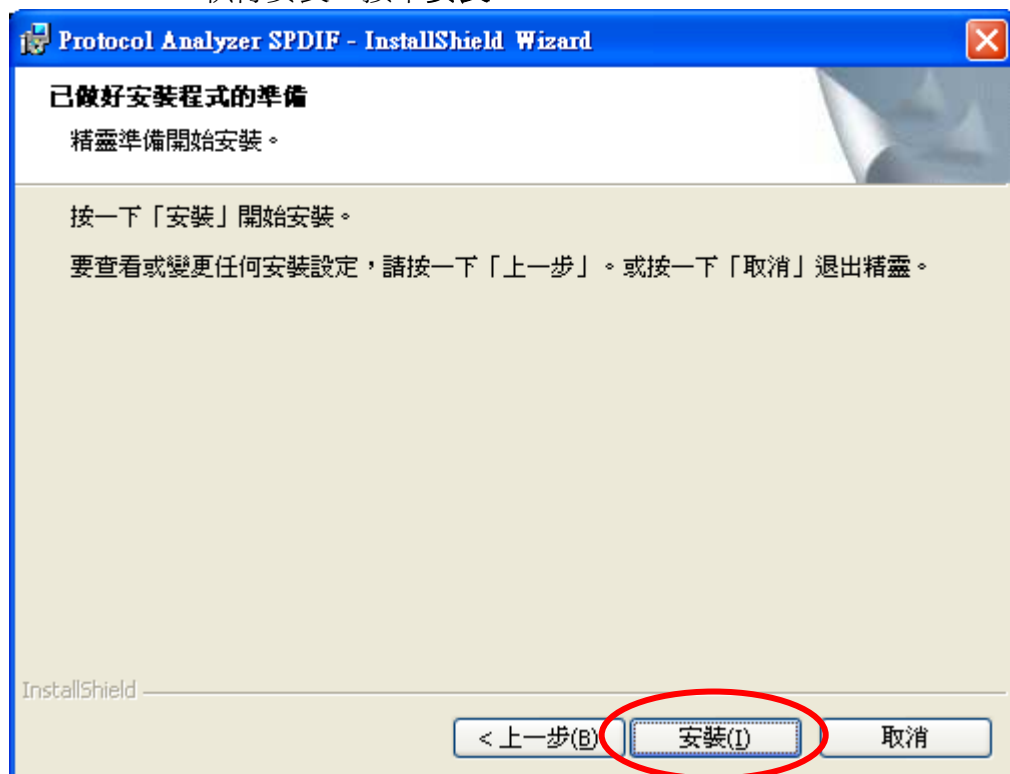 Protocol Analyzer SPDIF - InstallShield Wizard
已做好安裝程式的準備
精靈準備開始安裝。
按一下「安裝」開始安裝。
要查看或變更任何安裝設定，請按一下「上一步」。或按一下「取消」退出精靈。
InstallShield
< 上一步(B) 安裝(I) 取消